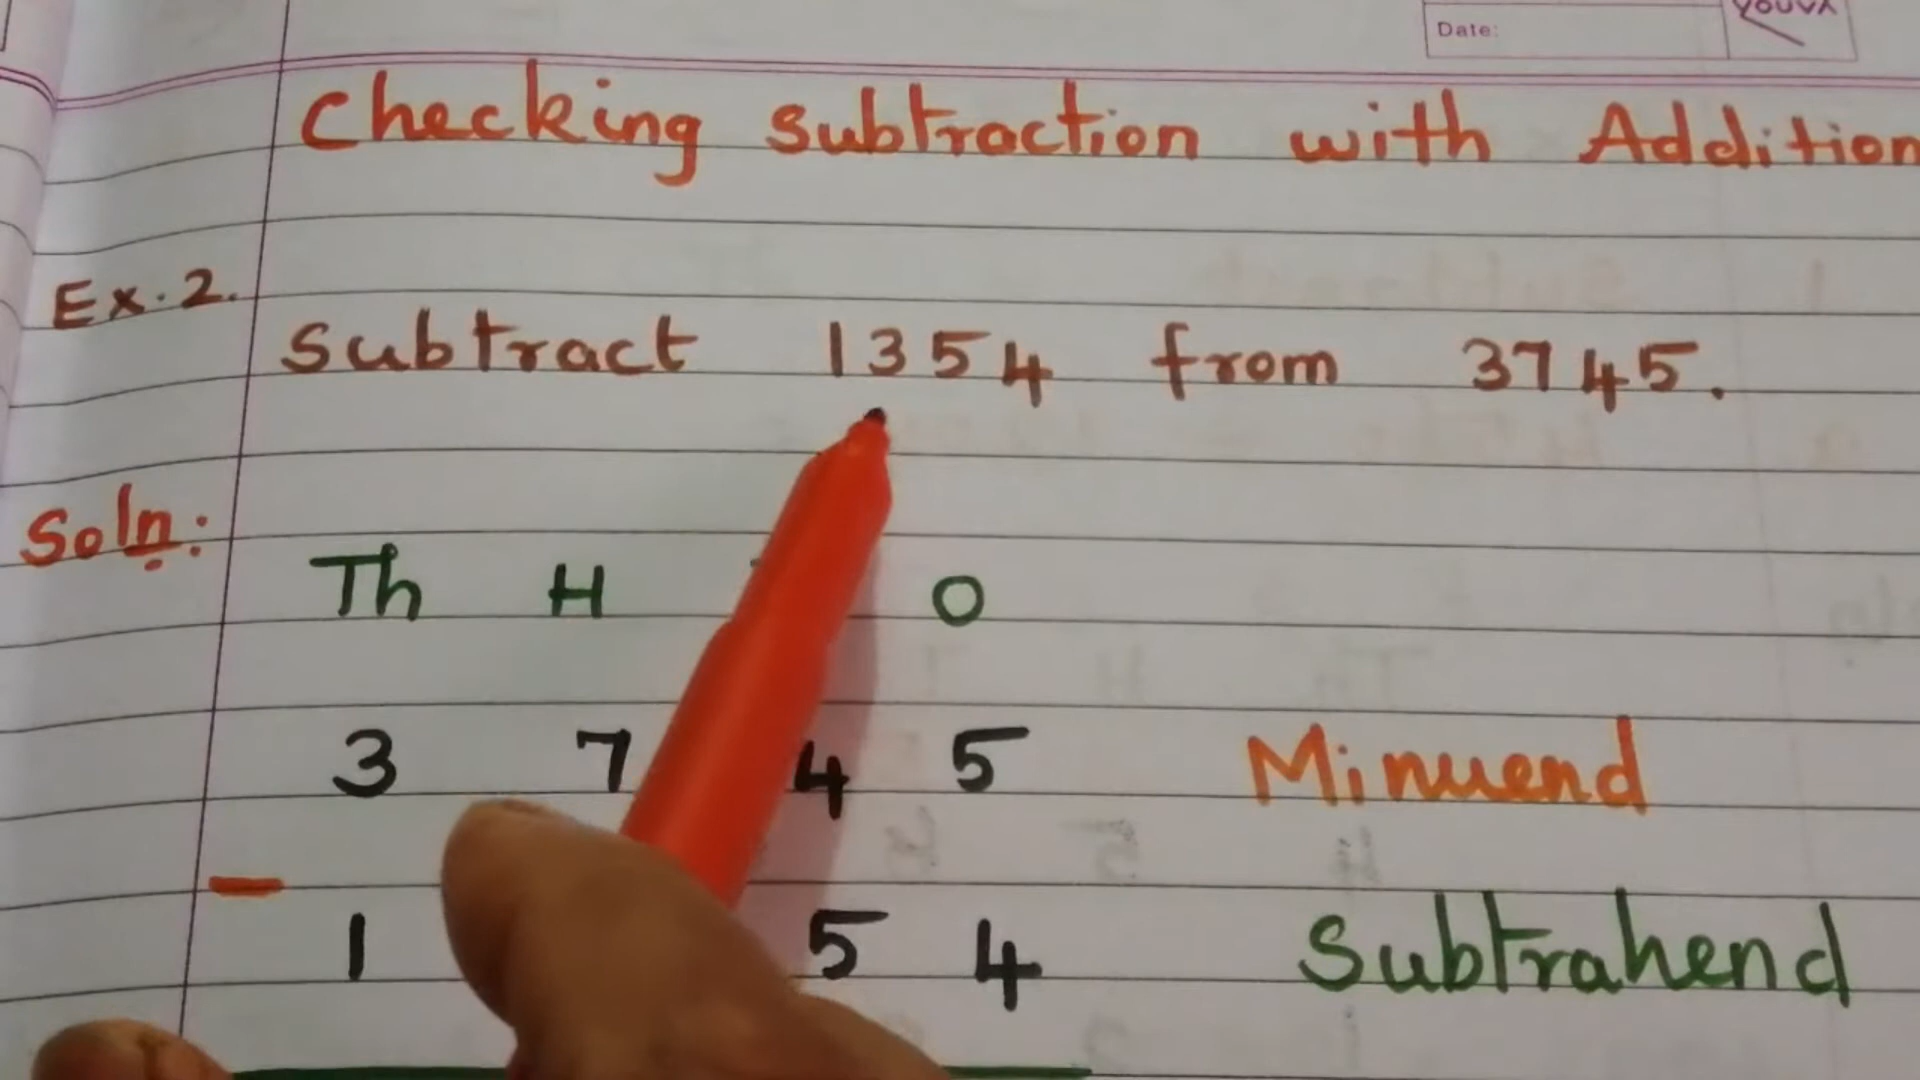 YOUVA
Date:
Checking subtraction with Addition
Ex. 2.
Subtract 1354 from 3745.
Soln:
Th H O
3 7 4 5 Minuend
- 1 5 4 Subtrahend